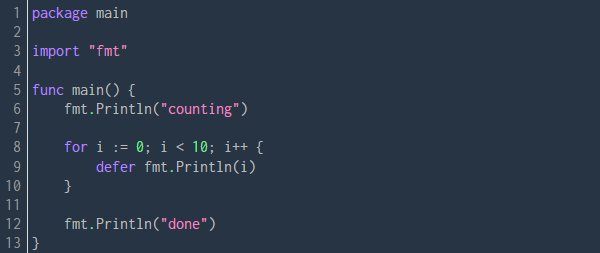 1 package main
2
3 import "fmt"
4
5 func main() {
6     fmt.Println("counting")
7
8     for i := 0; i < 10; i++ {
9         defer fmt.Println(i)
10     }
11
12     fmt.Println("done")
13 }